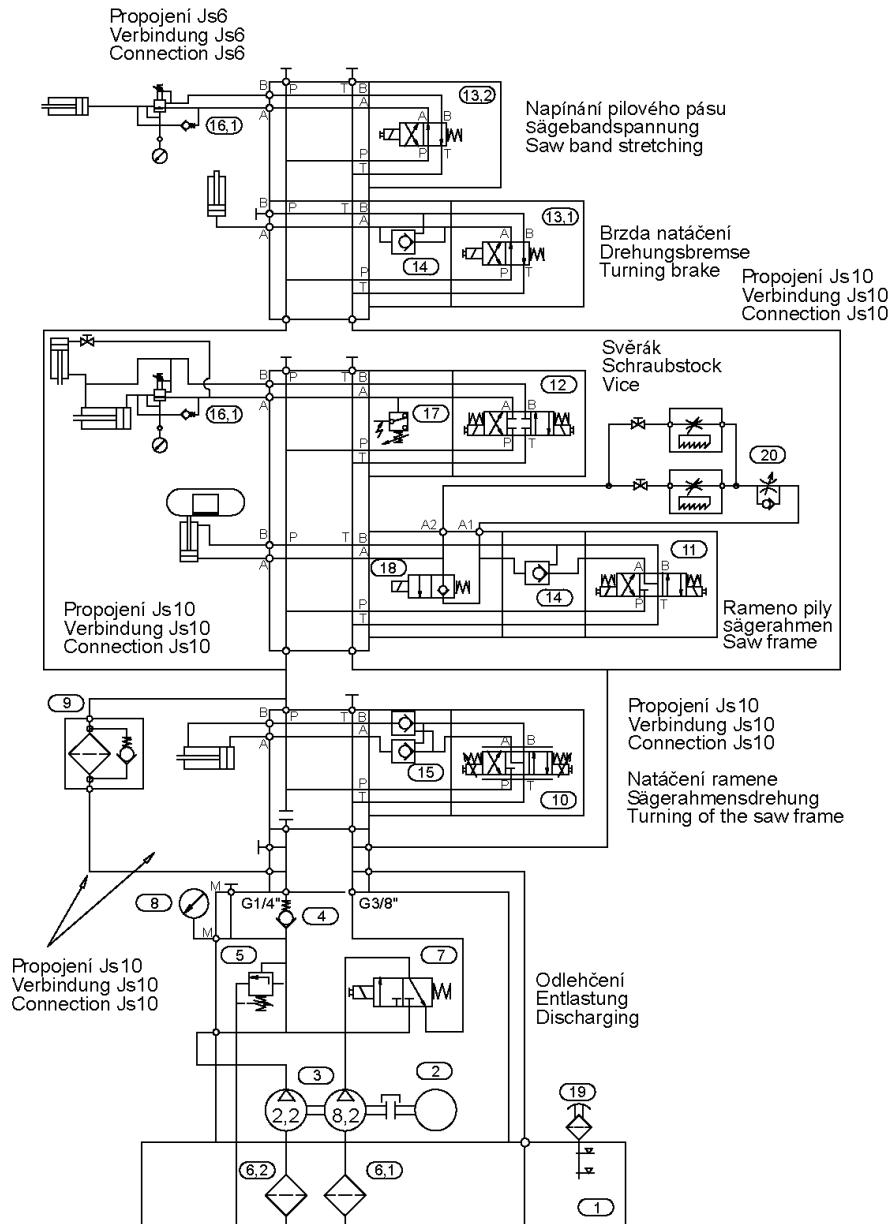 Propojení Js6
Verbindung Js6
Connection Js6
B
P
T
B
A
A
13,2
16,1
A
B
P
T
P
T
Napínání pilového pásu
sägebandspannung
Saw band stretching
B
P
T
B
A
A
13,1
14
A
B
P
T
P
T
Brzda natáčení
Drehungsbremse
Turning brake
Propojení Js10
Verbindung Js10
Connection Js10
Svěrák
Schraubstock
Vice
B
P
T
B
A
A
12
16,1
17
A
B
P
T
P
T
20
A2
A1
B
P
T
B
A
A
11
18
14
A
B
P
T
P
T
Propojení Js10
Verbindung Js10
Connection Js10
Rameno pily
sägerahmen
Saw frame
9
B
P
T
B
A
A
15
A
B
P
T
P
T
10
Propojení Js10
Verbindung Js10
Connection Js10
Natáčení ramene
Sägerahmensdrehung
Turning of the saw frame
8
M
G1/4"
G3/8"
4
M
5
7
Propojení Js10
Verbindung Js10
Connection Js10
Odlehčení
Entlastung
Discharging
3
2
2,2
8,2
19
6,2
6,1
1